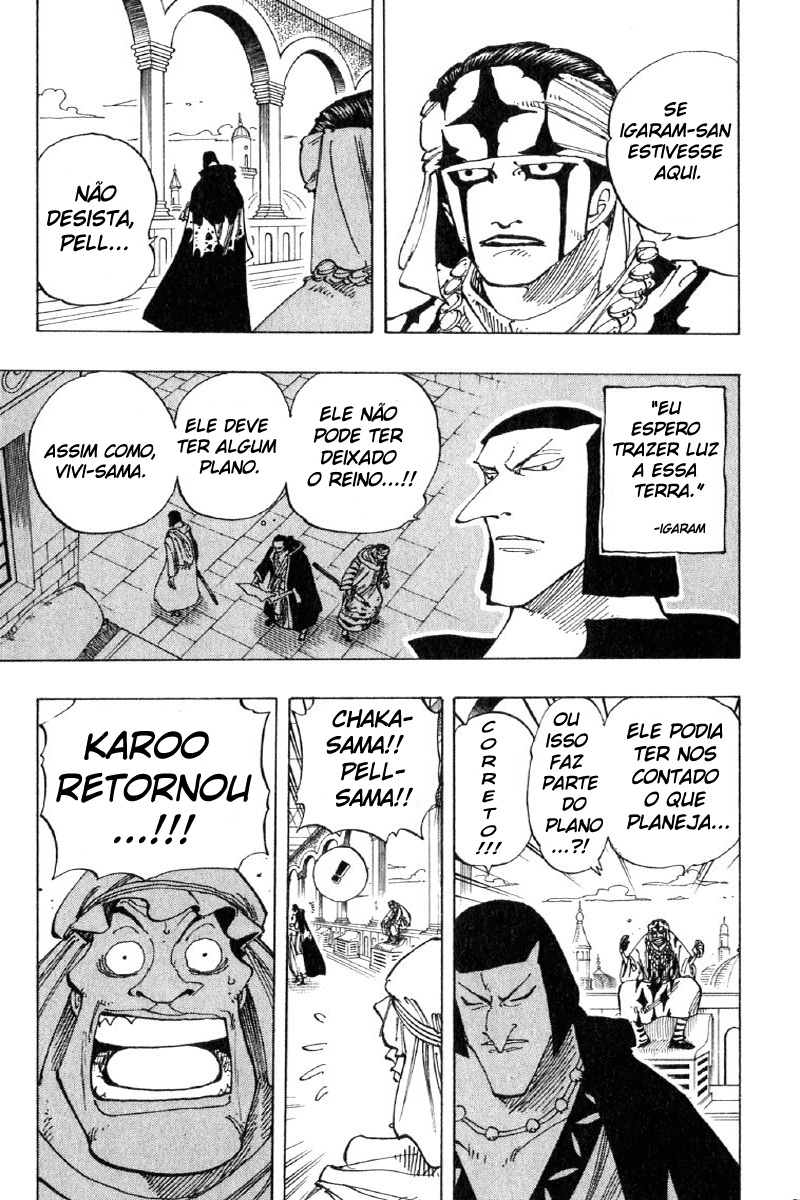 SE
IGARAM-SAN
ESTIVESSE
AQUI.
NÃO
DESISTA,
PELL...
"EU
ESPERO
TRAZER LUZ
A ESSA
TERRA."
-IGARAM
ELE NÃO
PODE TER
DEIXADO
O REINO...!!
ELE DEVE
TER ALGUM
PLANO.
ASSIM COMO,
VIVI-SAMA.
ELE PODIA
TER NOS
CONTADO
O QUE
PLANEJA...
OU
ISSO
FAZ
PARTE
DO
PLANO
...?!
CORRETO!!!
CHAKA-
SAMA!!
PELL-
SAMA!!
!
KAROO
RETORNOU
...!!!